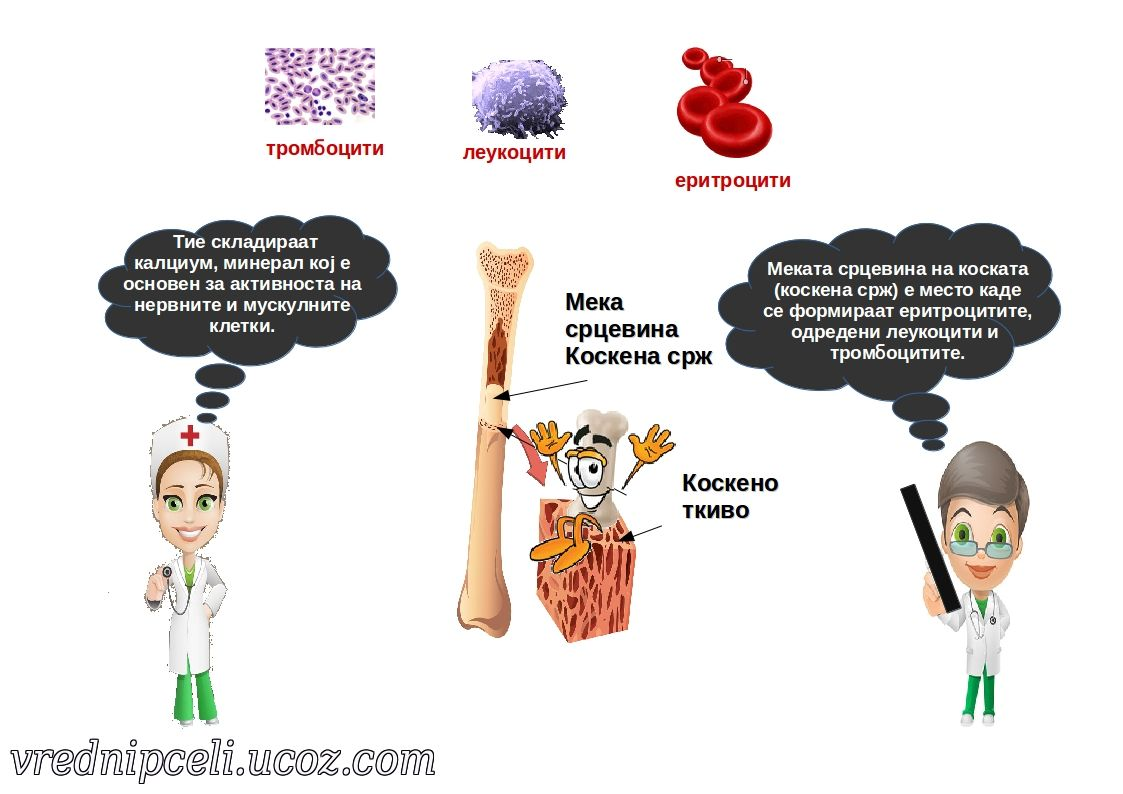 тромбоцити
леукоцити
еритроцити
Тие складираат
калциум, минерал кој е
основен за активноста на
нервните и мускулните
клетки.
Мека
срцевина
Коскена срж
Меката срцевина на коската
(коскена срж) е место каде
се формираат еритроцитите,
одредени леукоцити и
тромбоцитите.
Коскено
ткиво
vrednipceli.ucoz.com